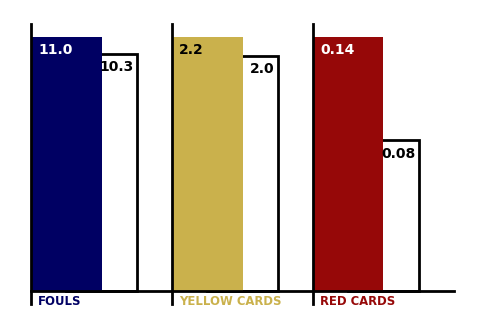 11.0
10.3
2.2
2.0
0.14
0.08
FOULS
YELLOW CARDS
RED CARDS